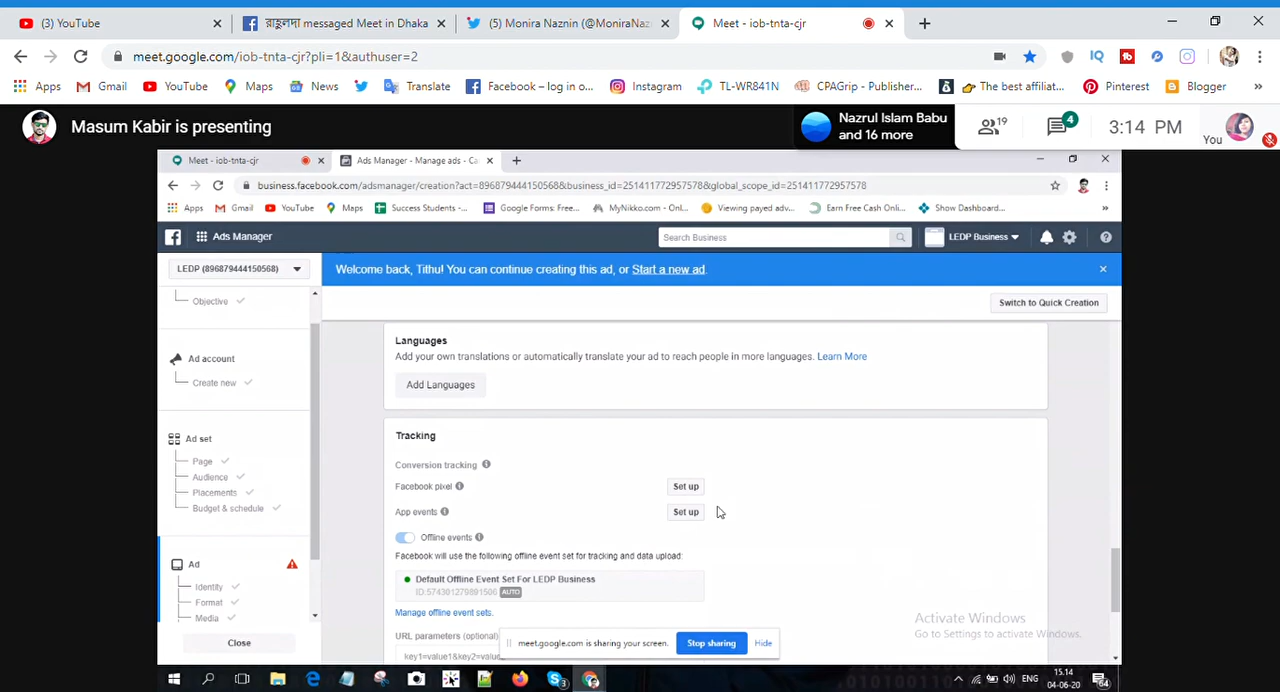 (3) YouTube
রাহুলদা messaged Meet in Dhaka
(5) Monira Naznin (@MoniraNaz
Meet - iob-tnta-cjr
meet.google.com/iob-tnta-cjr?pli=1&authuser=2
Apps Gmail YouTube Maps News Translate Facebook – log in o... Instagram TL-WR841N CPAGrip - Publisher... The best affiliat... Pinterest Blogger »
Masum Kabir is presenting
Nazrul Islam Babu
and 16 more
19
4
3:14 PM
You
Meet - iob-tnta-cjr
Ads Manager - Manage ads - Ca
business.facebook.com/adsmanager/creation?act=896879444150568&business_id=251411772957578&global_scope_id=251411772957578
Apps Gmail YouTube Maps Success Students -... Google Forms: Free... MyNikko.com - Onl... Viewing payed adv... Earn Free Cash Onli... Show Dashboard... »
Ads Manager
Search Business
LEDP Business
LEDP (896879444150568)
Welcome back, Tithu! You can continue creating this ad, or Start a new ad.
Switch to Quick Creation
Objective
Ad account
Create new
Ad set
Page
Audience
Placements
Budget & schedule
Ad
Identity
Format
Media
Close
Languages
Add your own translations or automatically translate your ad to reach people in more languages. Learn More
Add Languages
Tracking
Conversion tracking
Facebook pixel Set up
App events Set up
Offline events
Facebook will use the following offline event set for tracking and data upload:
Default Offline Event Set For LEDP Business
ID:574301279891506 AUTO
Manage offline event sets.
URL parameters (optional)
key1=value1&key2=value
meet.google.com is sharing your screen. Stop sharing Hide
Activate Windows
Go to Settings to activate Windows.
ENG
15.14
04-06-20
64